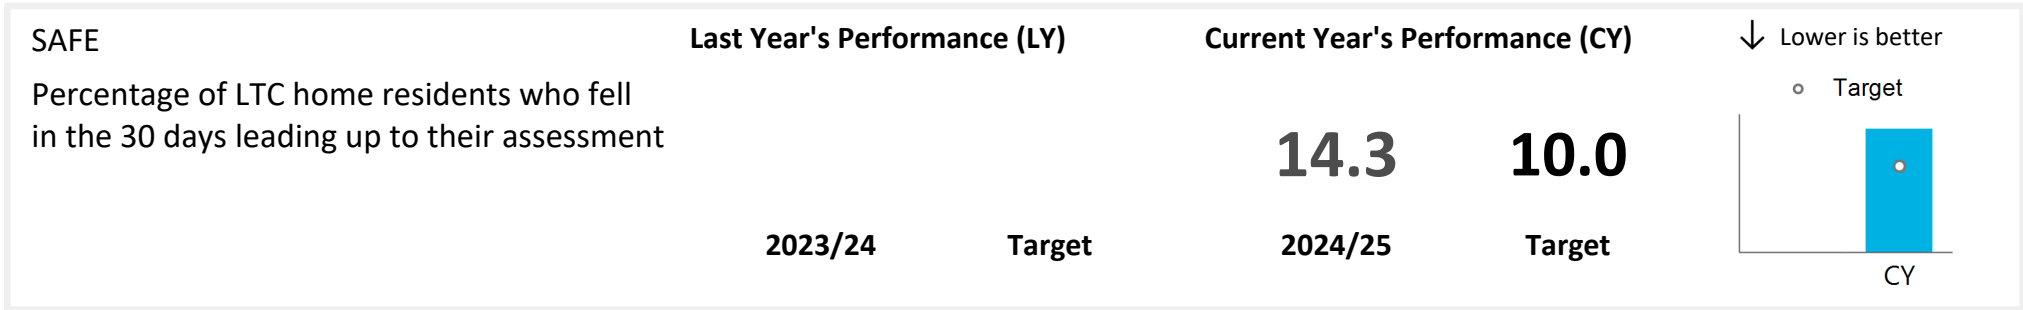 SAFE
Last Year's Performance (LY)
Current Year's Performance (CY)
↓ Lower is better
Percentage of LTC home residents who fell
in the 30 days leading up to their assessment
14.3
10.0
2023/24
Target
2024/25
Target
Target
CY